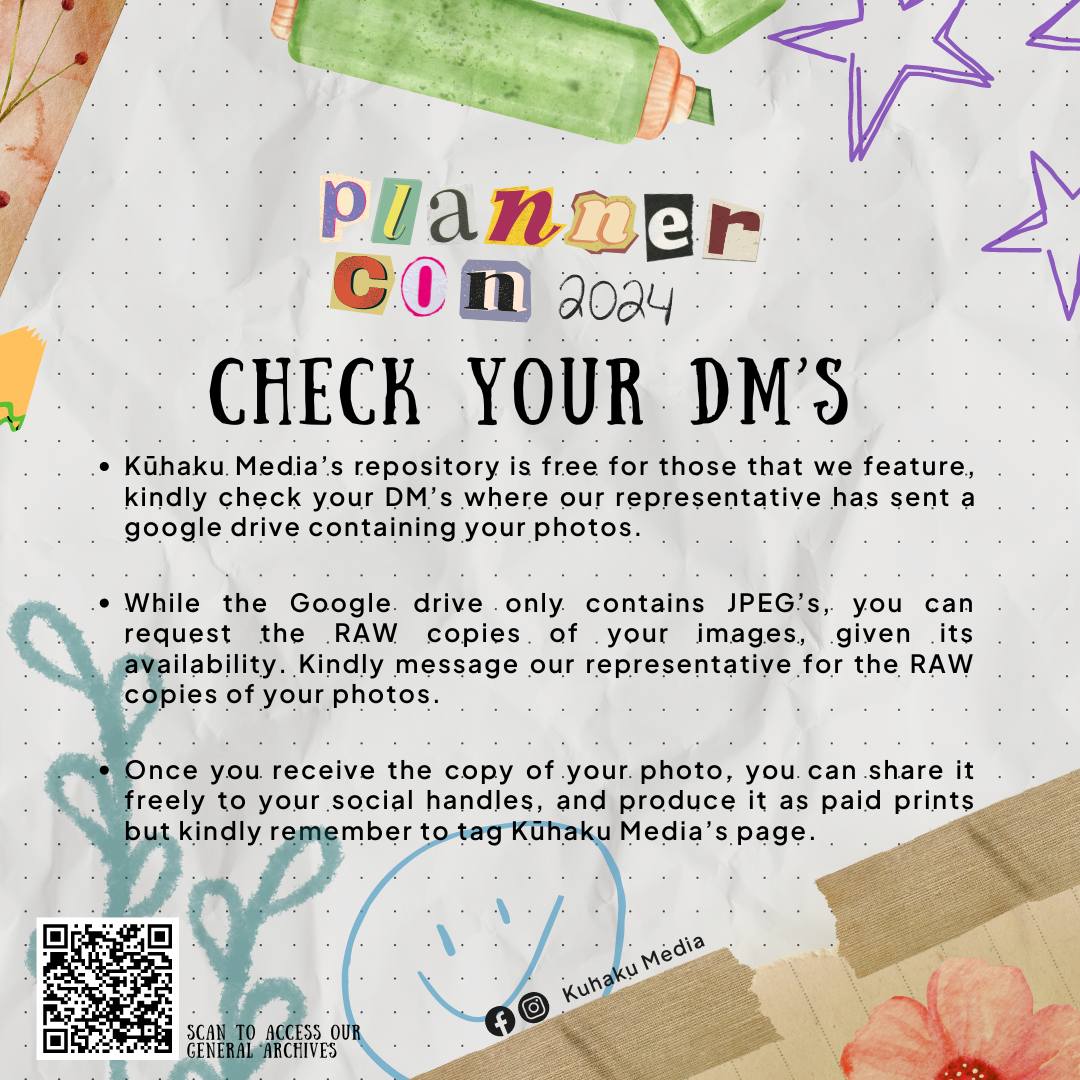 planner
con 2024
CHECK YOUR DM'S
• Kūhaku Media's repository is free for those that we feature,
kindly check your DM's where our representative has sent a
google drive containing your photos.
• While the Google drive only contains JPEG's, you can
request the RAW copies of your images, given its
availability. Kindly message our representative for the RAW
copies of your photos.
• Once you receive the copy of your photo, you can share it
freely to your social handles, and produce it as paid prints
but kindly remember to tag Kūhaku Media's page.
Kuhaku Media
SCAN TO ACCESS OUR
GENERAL ARCHIVES